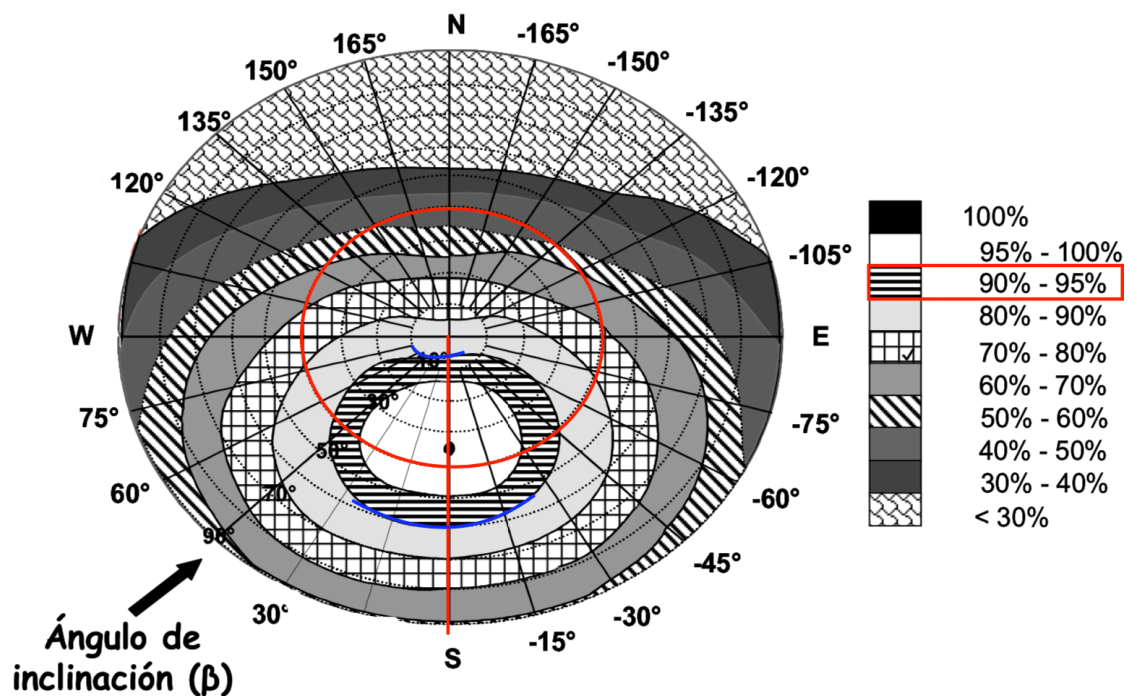 N
165°
-165°
150°
-150°
135°
-135°
120°
-120°
-105°
W
E
75°
-75°
60°
-60°
-45°
30°
-30°
-15°
S
10°
30°
50°
70°
90°
Ángulo de
inclinación (β)
100%
95% - 100%
90% - 95%
80% - 90%
70% - 80%
60% - 70%
50% - 60%
40% - 50%
30% - 40%
< 30%